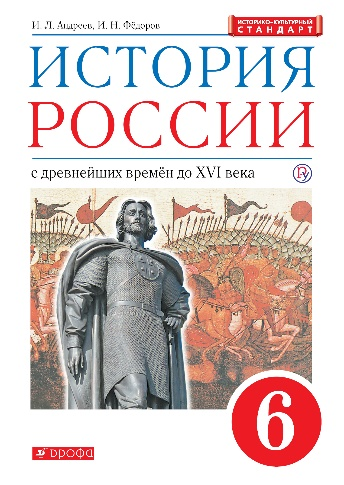 И. Л. Андреев, И. Н. Фёдоров
ИСТОРИКО-КУЛЬТУРНЫЙ
СТАНДАРТ
ИСТОРИЯ
РОССИИ
с древнейших времён до XVI века
6
дрофа